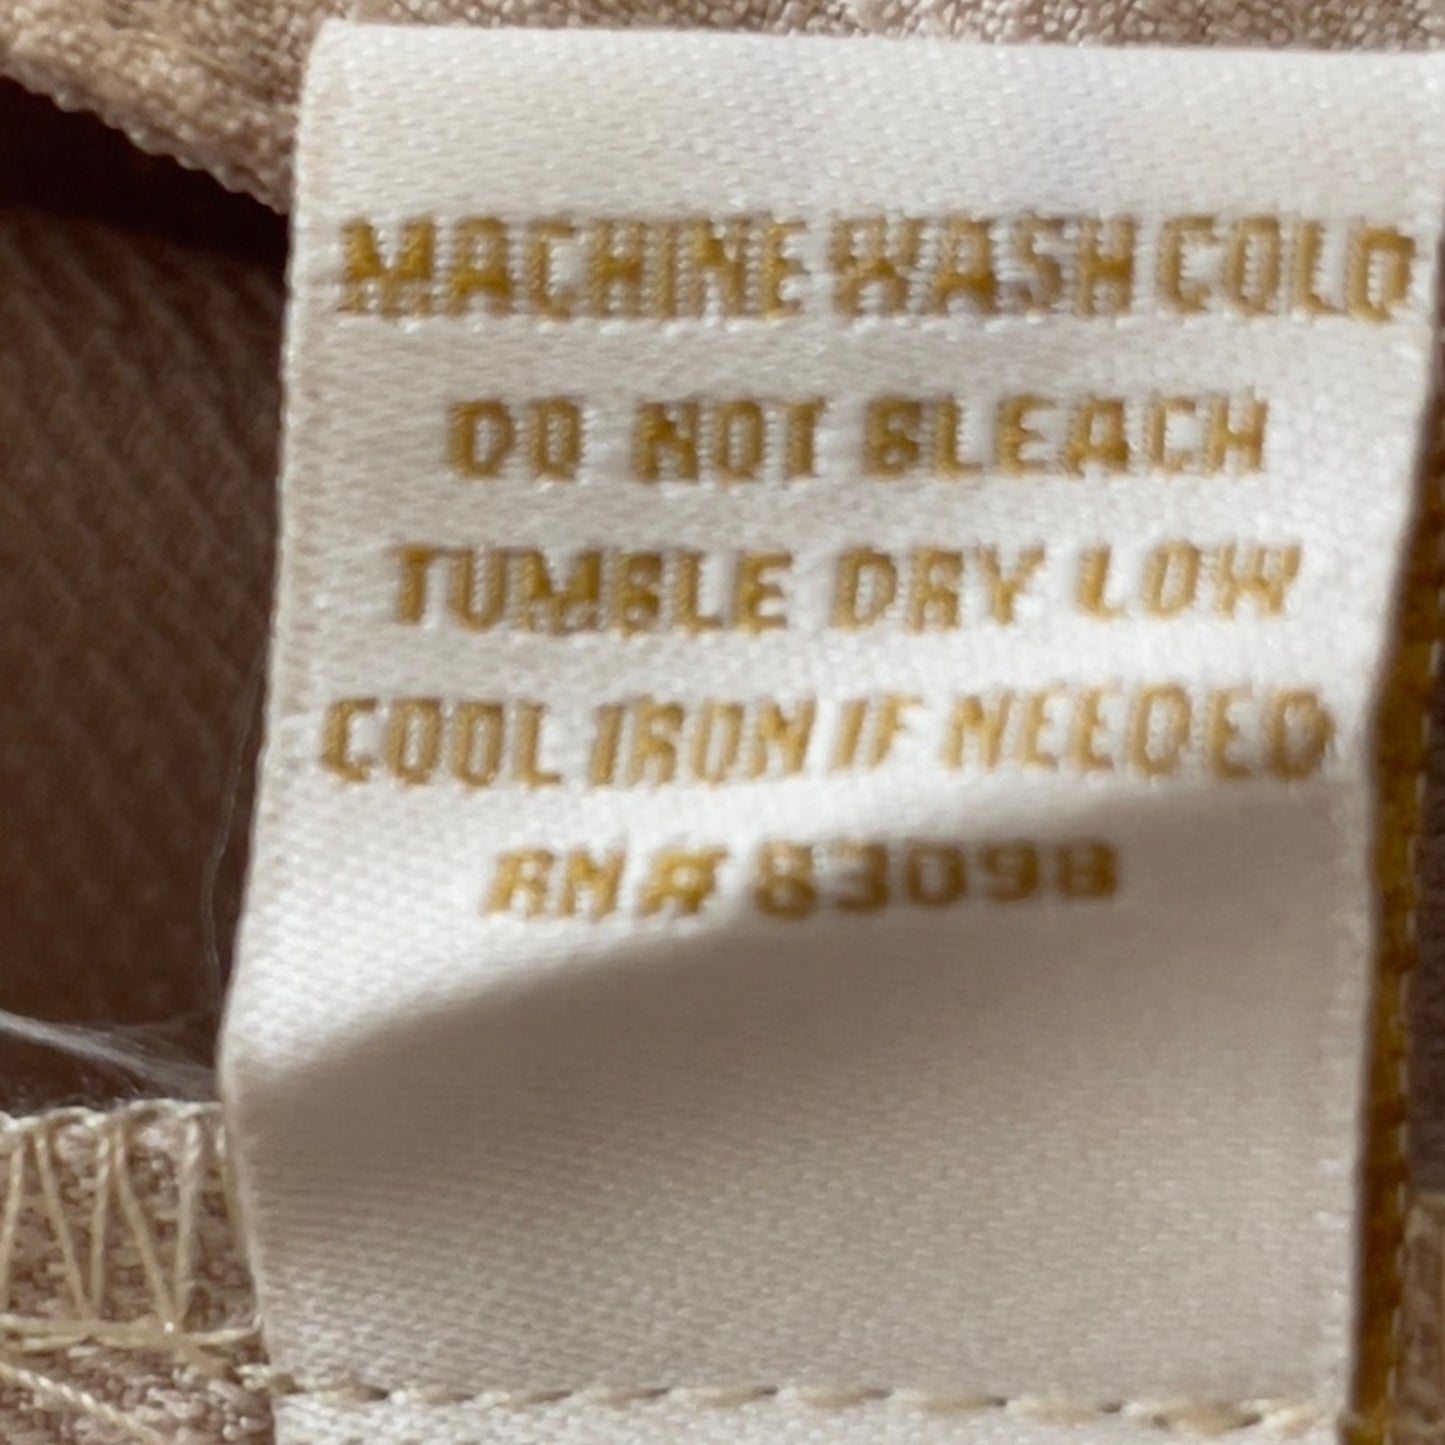 MACHINE WASH COLD
DO NOT BLEACH
TUMBLE DRY LOW
COOL IRON IF NEEDED
RN# 83098